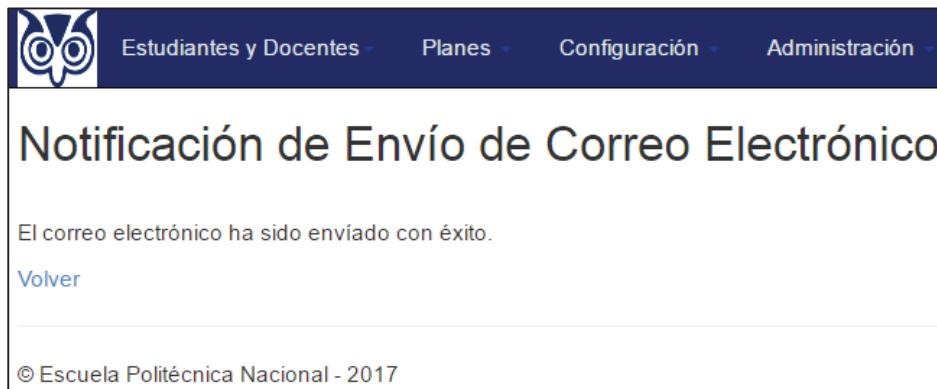 Estudiantes y Docentes Planes Configuración Administración
Notificación de Envío de Correo Electrónico
El correo electrónico ha sido envíado con éxito.
Volver
© Escuela Politécnica Nacional - 2017